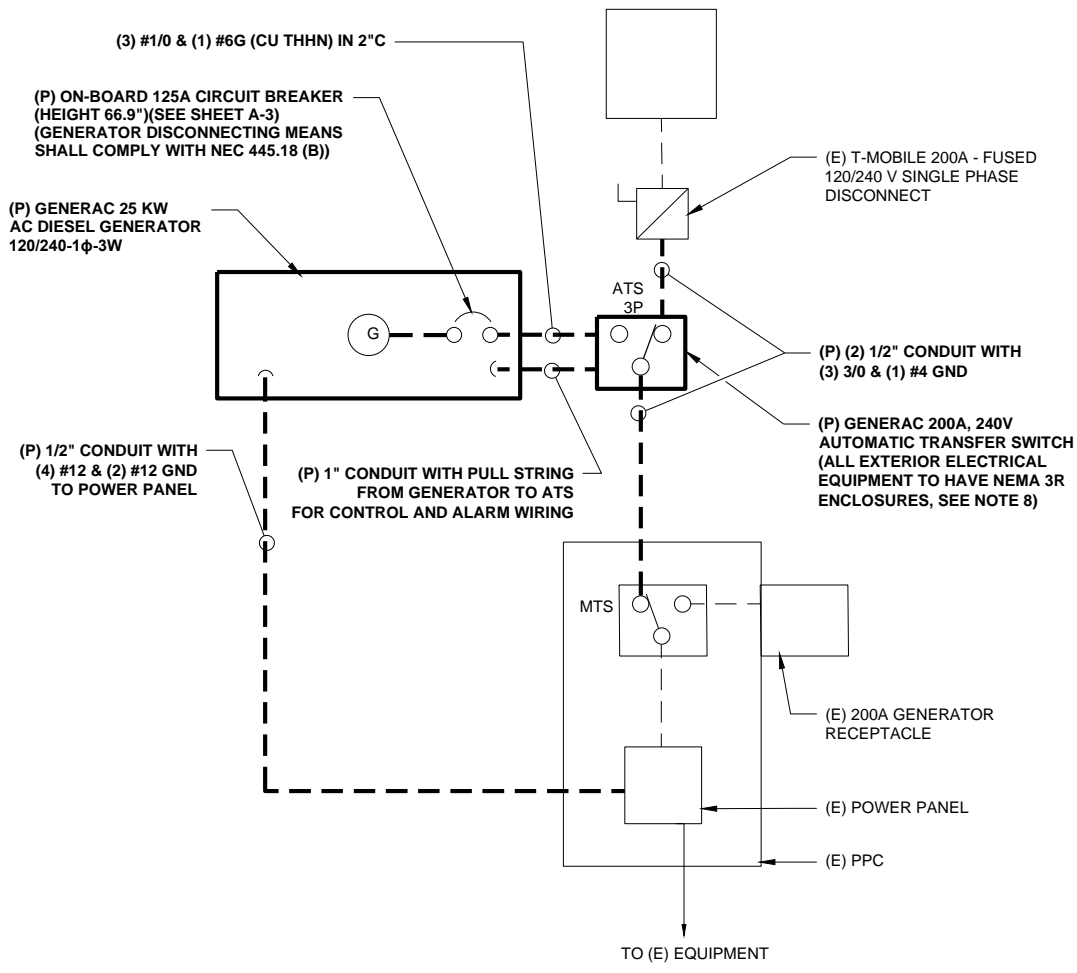 (3) #1/0 & (1) #6G (CU THHN) IN 2"C
(P) ON-BOARD 125A CIRCUIT BREAKER
(HEIGHT 66.9")(SEE SHEET A-3)
(GENERATOR DISCONNECTING MEANS
SHALL COMPLY WITH NEC 445.18 (B))
(P) GENERAC 25 KW
AC DIESEL GENERATOR
120/240-1ϕ-3W
(E) T-MOBILE 200A - FUSED
120/240 V SINGLE PHASE
DISCONNECT
ATS
3P
G
(P) (2) 1/2" CONDUIT WITH
(3) 3/0 & (1) #4 GND
(P) GENERAC 200A, 240V
AUTOMATIC TRANSFER SWITCH
(ALL EXTERIOR ELECTRICAL
EQUIPMENT TO HAVE NEMA 3R
ENCLOSURES, SEE NOTE 8)
(P) 1/2" CONDUIT WITH
(4) #12 & (2) #12 GND
TO POWER PANEL
(P) 1" CONDUIT WITH PULL STRING
FROM GENERATOR TO ATS
FOR CONTROL AND ALARM WIRING
MTS
(E) 200A GENERATOR
RECEPTACLE
(E) POWER PANEL
(E) PPC
TO (E) EQUIPMENT